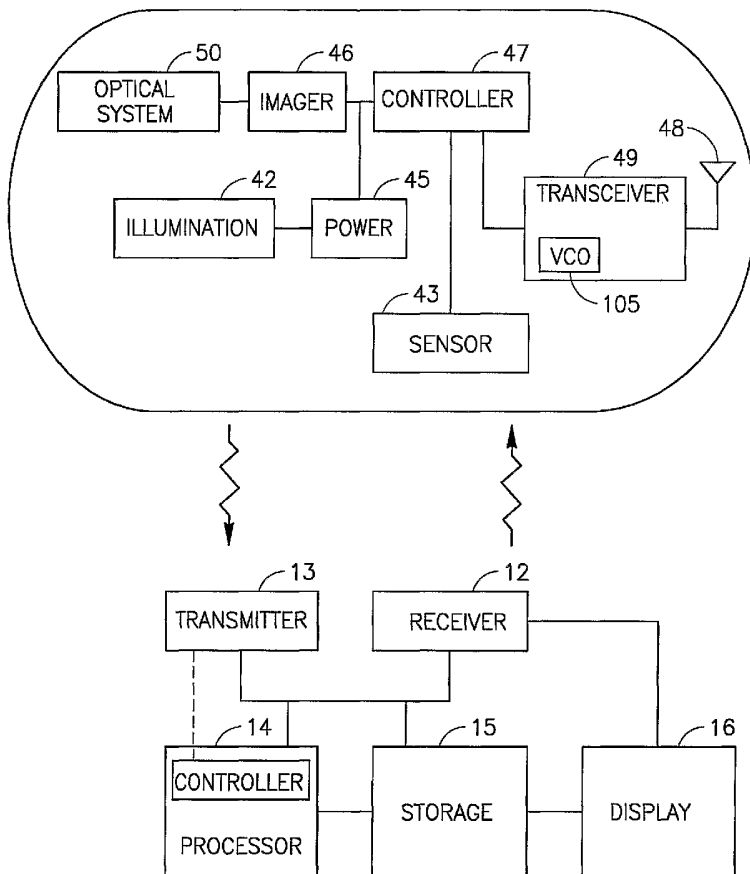 50
46
47
OPTICAL
SYSTEM
IMAGER
CONTROLLER
48
42
45
49
ILLUMINATION
POWER
TRANSCEIVER
VCO
43
105
SENSOR
13
12
TRANSMITTER
RECEIVER
14
15
16
CONTROLLER
PROCESSOR
STORAGE
DISPLAY